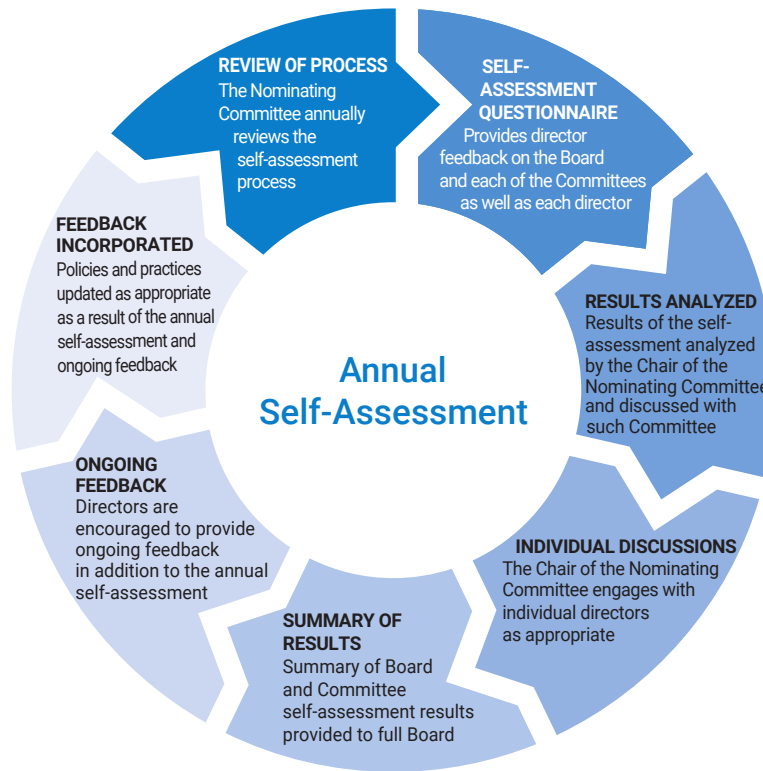 REVIEW OF PROCESS
The Nominating
Committee annually
reviews the
self-assessment
process
SELF-
ASSESSMENT
QUESTIONNAIRE
Provides director
feedback on the Board
and each of the Committees
as well as each director
RESULTS ANALYZED
Results of the self-
assessment analyzed
by the Chair of the
Nominating Committee
and discussed with
such Committee
INDIVIDUAL DISCUSSIONS
The Chair of the Nominating
Committee engages with
individual directors
as appropriate
SUMMARY OF
RESULTS
Summary of Board
and Committee
self-assessment results
provided to full Board
ONGOING
FEEDBACK
Directors are
encouraged to provide
ongoing feedback
in addition to the annual
self-assessment
FEEDBACK
INCORPORATED
Policies and practices
updated as appropriate
as a result of the annual
self-assessment and
ongoing feedback
Annual
Self-Assessment